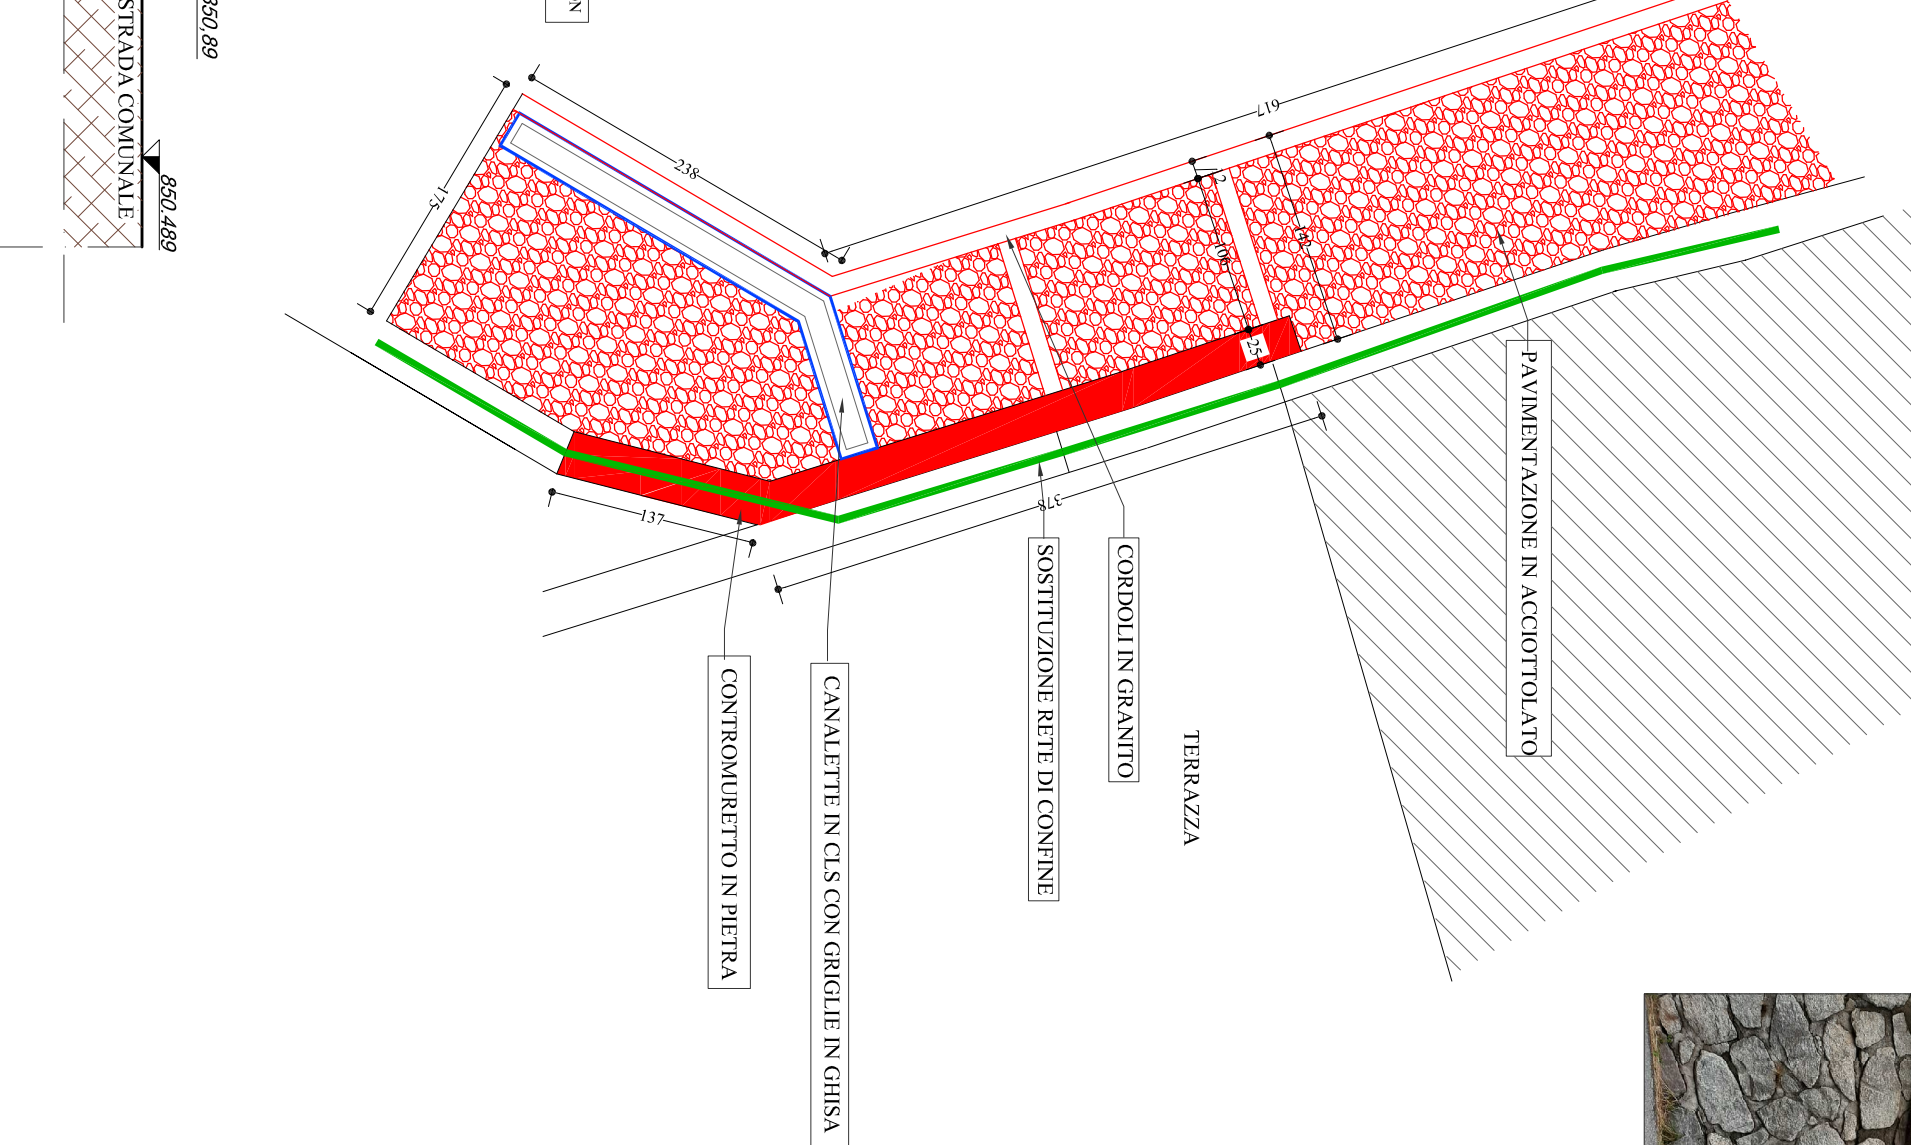 850,89
STRADA COMUNALE
850.489
ON
238
175
617
12
106
142
25
378
137
PAVIMENTAZIONE IN ACCIOTTOLATO
CORDOLI IN GRANITO
SOSTITUZIONE RETE DI CONFINE
TERRAZZA
CANALETTE IN CLS CON GRIGLIE IN GHISA
CONTROMURETTO IN PIETRA